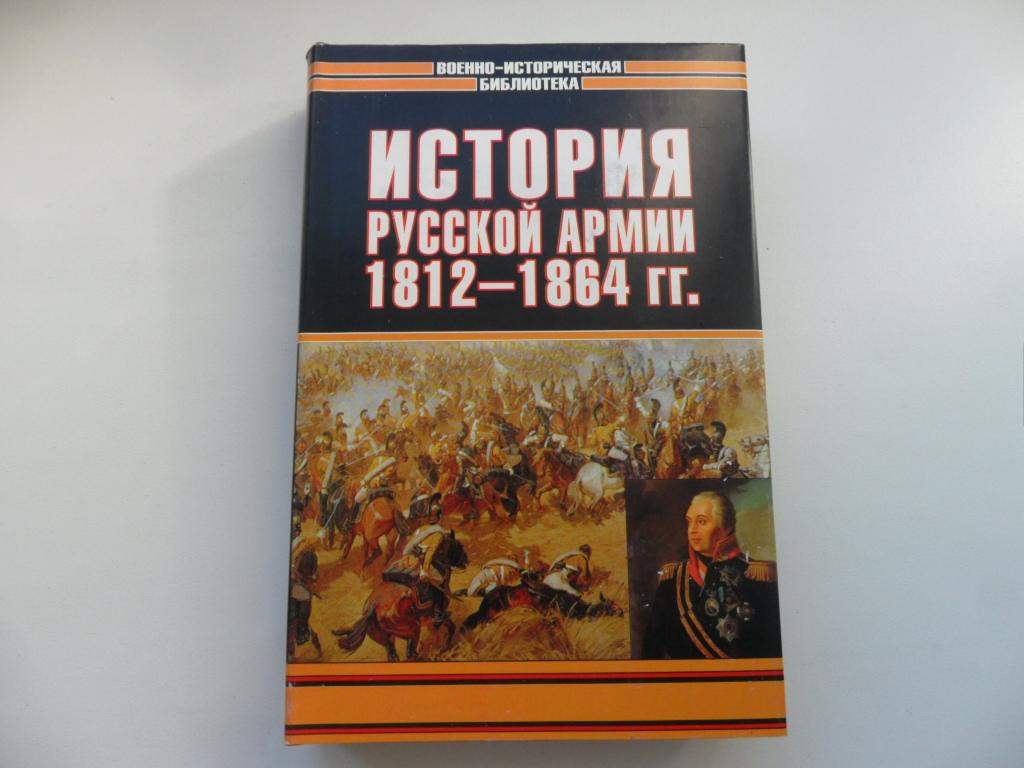 ВОЕННО-ИСТОРИЧЕСКАЯ
БИБЛИОТЕКА
ИСТОРИЯ
РУССКОЙ АРМИИ
1812–1864 гг.